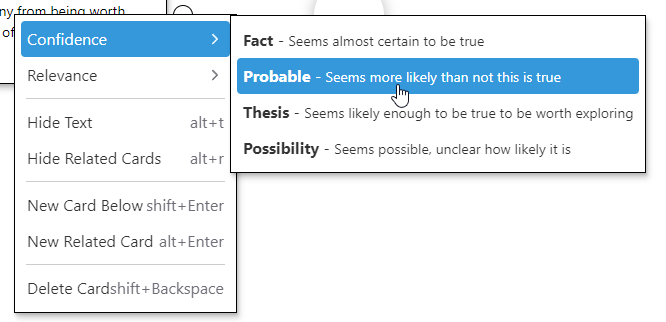 ny from being worth
of
Confidence
Relevance
Hide Text alt+t
Hide Related Cards alt+r
New Card Below shift+Enter
New Related Card alt+Enter
Delete Card shift+Backspace
Fact - Seems almost certain to be true
Probable - Seems more likely than not this is true
Thesis - Seems likely enough to be true to be worth exploring
Possibility - Seems possible, unclear how likely it is